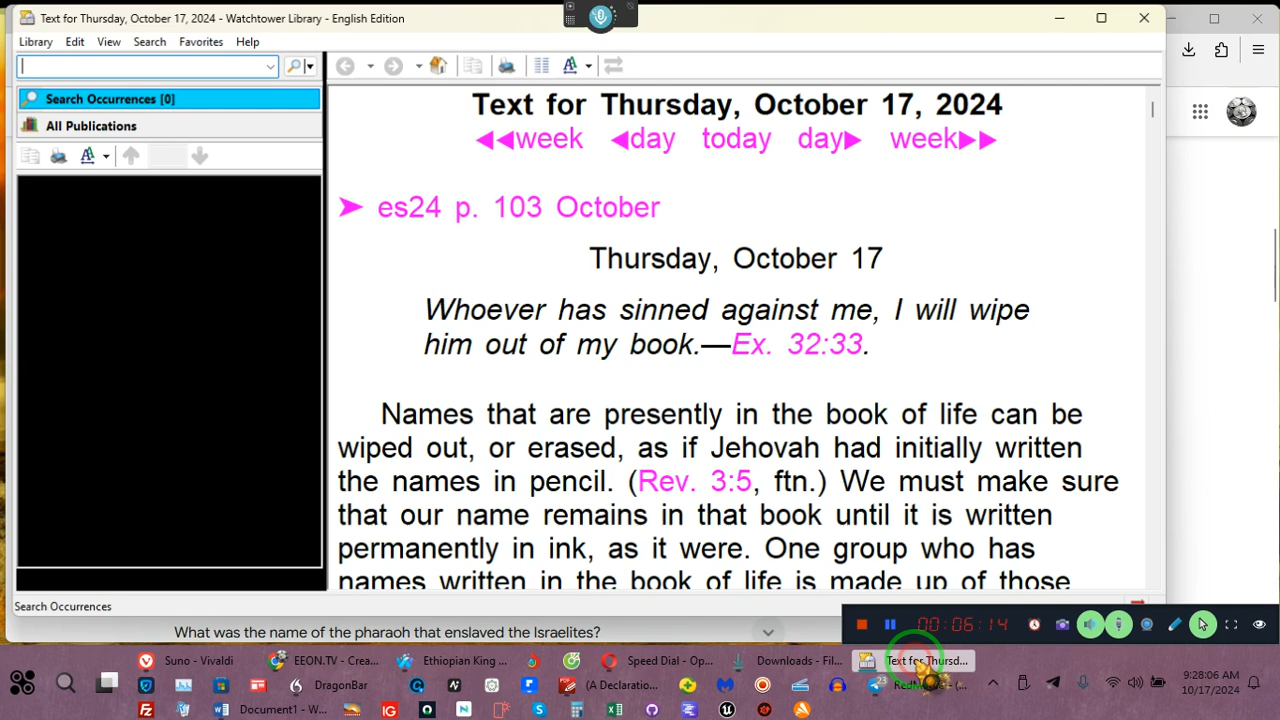 Text for Thursday, October 17, 2024 - Watchtower Library - English Edition
Library Edit View Search Favorites Help
Search Occurrences [0]
All Publications
Text for Thursday, October 17, 2024
◀◀week ◀day today day▶ week▶▶
➤ es24 p. 103 October
Thursday, October 17
Whoever has sinned against me, I will wipe
him out of my book.—Ex. 32:33.
Names that are presently in the book of life can be
wiped out, or erased, as if Jehovah had initially written
the names in pencil. (Rev. 3:5, ftn.) We must make sure
that our name remains in that book until it is written
permanently in ink, as it were. One group who has
names written in the book of life is made up of those
Search Occurrences
00:06:14
What was the name of the pharaoh that enslaved the Israelites?
Suno - Vivaldi EEON.TV - Crea... Ethiopian King ... Speed Dial - Op... Downloads - Fil... Text for Thursd...
DragonBar (A Declaratio... 23
9:28:06 AM
10/17/2024
Document1 - W...